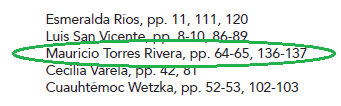 Esmeralda Ríos, pp. 11, 111, 120
Luis San Vicente, pp. 8-10, 86-89
Mauricio Torres Rivera, pp. 64-65, 136-137
Cecilia Varela, pp. 42, 81
Cuauhtémoc Wetzka, pp. 52-53, 102-103